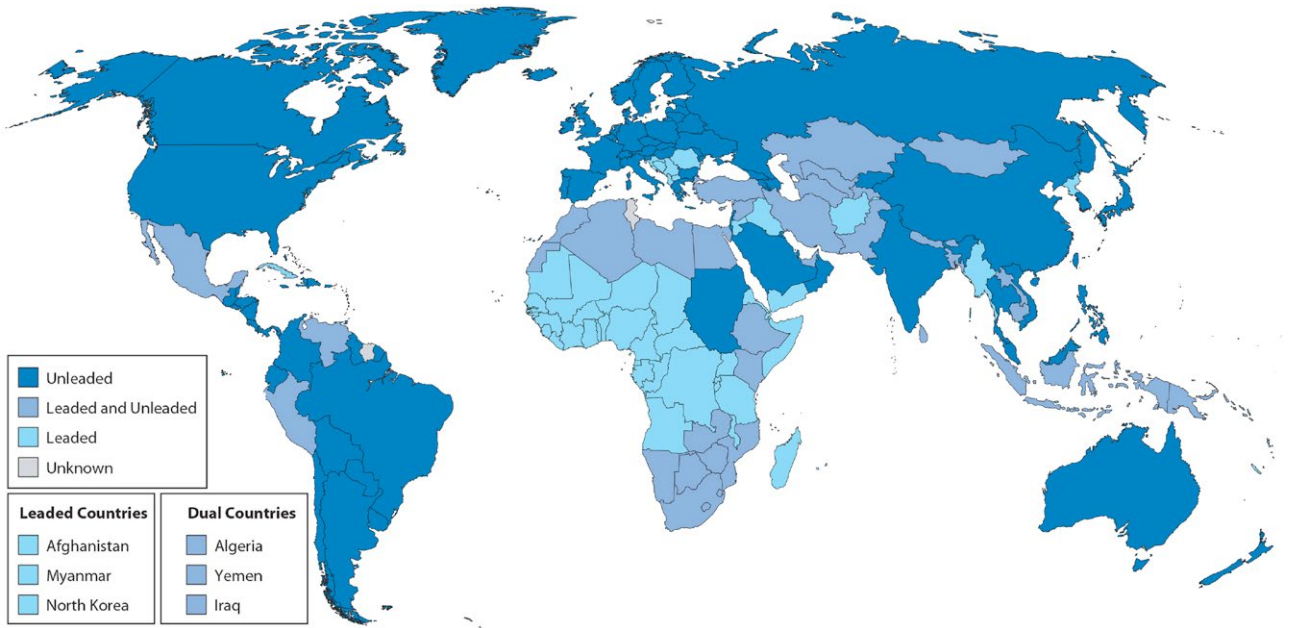 Unleaded
Leaded and Unleaded
Leaded
Unknown
Leaded Countries
Afghanistan
Myanmar
North Korea
Dual Countries
Algeria
Yemen
Iraq